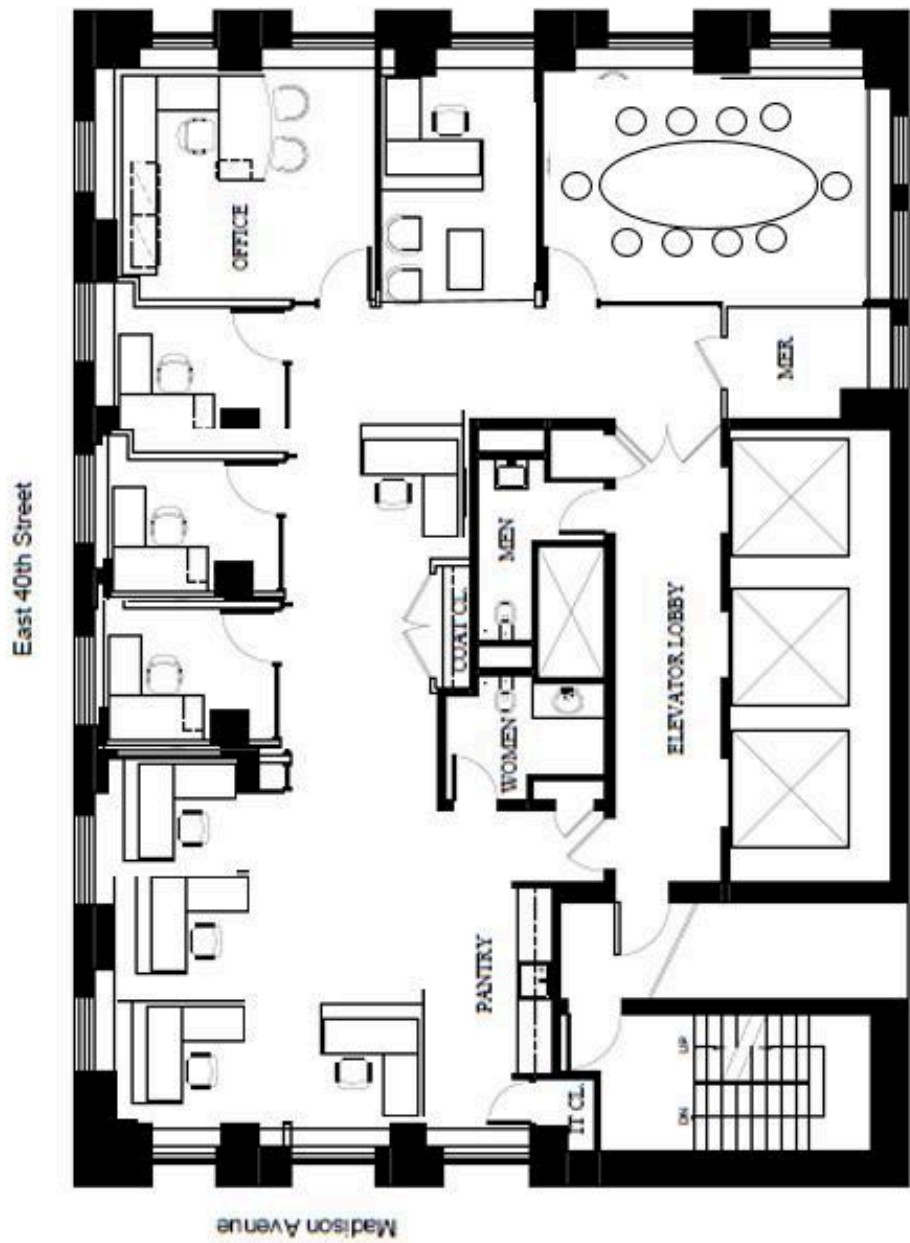 OFFICE
MER
East 40th Street
MEN
COAT CL.
ELEVATOR LOBBY
WOMEN
PANTRY
UP
DN
IT CL.
Madison Avenue